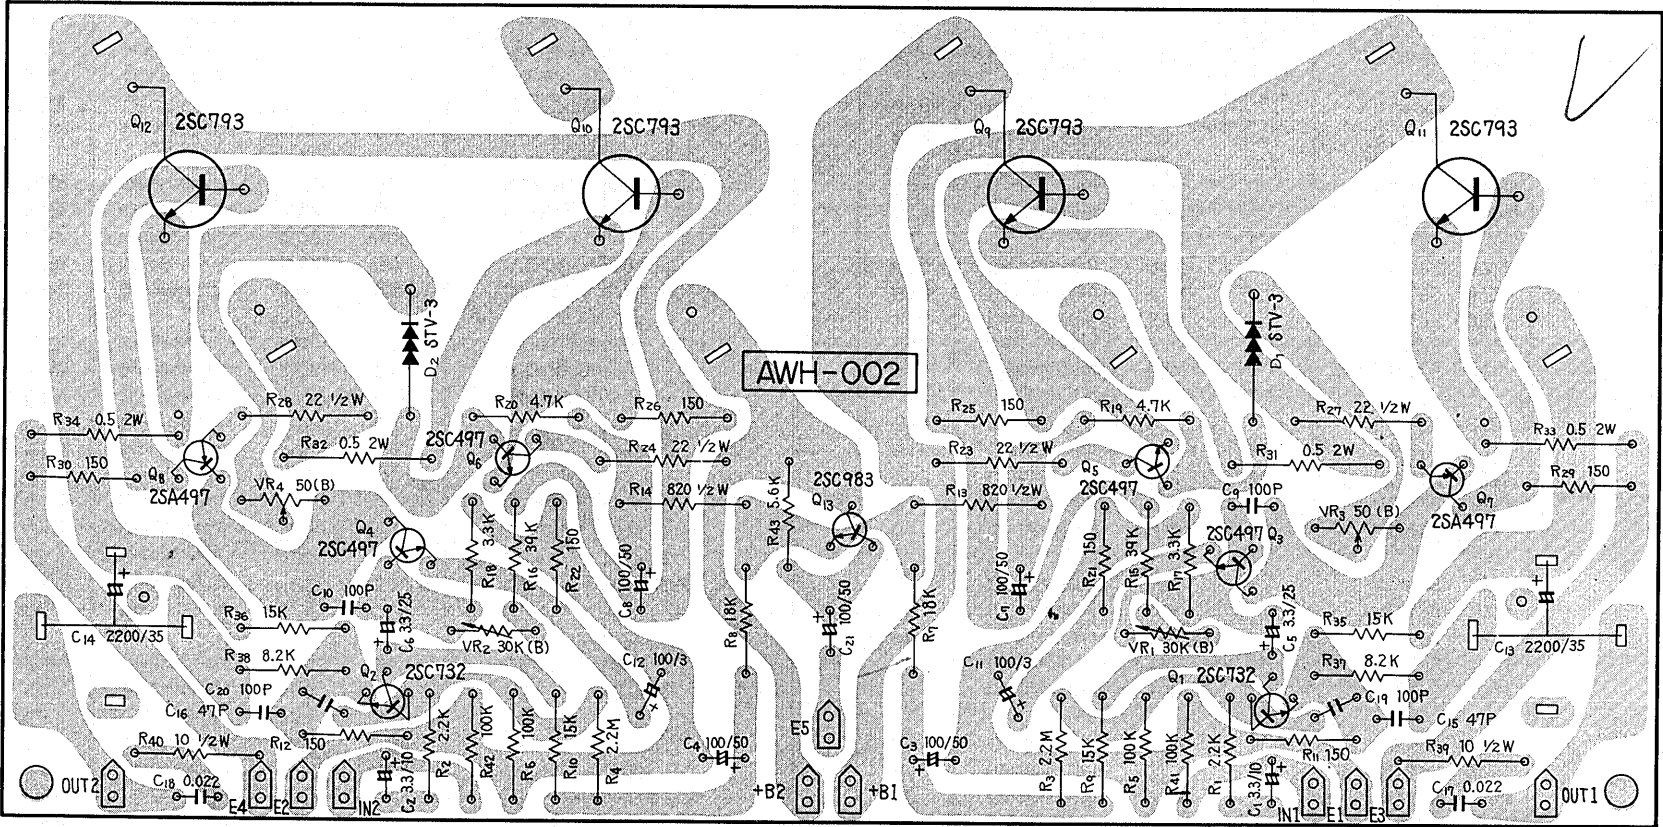 Q12 2SC793
Q10 2SC793
Q9 2SC793
Q11 2SC793
D2 STV-3
D1 STV-3
AWH-002
R34 0.5 2W
R28 22 1/2W
R20 4.7K
R26 150
R25 150
R19 4.7K
R27 22 1/2W
R33 0.5 2W
R32 0.5 2W
2SC497
Q6
R24 22 1/2W
R23 22 1/2W
Q5
2SC497
R31 0.5 2W
R30 150
Q8
2SA497
VR4 50(B)
R14 820 1/2W
R43 5.6K
2SC983
Q13
R13 820 1/2W
C9 100P
VR3 50(B)
Q7
2SA497
R29 150
Q4
2SC497
R18 3.3K
R16 39K
R22 150
C8 100/50
C7 100/50
R21 150
R15 39K
R17 3.3K
2SC497 Q3
C10 100P
C14 2200/35
R36 15K
C6 3.3/25
VR2 30K(B)
R8 18K
C21 100/50
R7 18K
VR1 30K(B)
C5 3.3/25
R35 15K
C13 2200/35
R38 8.2K
Q2 2SC732
C12 100/3
C11 100/3
Q1 2SC732
R37 8.2K
C20 100P
C16 47P
C19 100P
C15 47P
R40 10 1/2W
R12 150
R2 2.2K
R42 100K
R6 100K
R10 15K
R4 2.2M
C4 100/50
E5
C3 100/50
R3 2.2M
R9 15K
R5 100K
R41 100K
R1 2.2K
R11 150
R39 10 1/2W
OUT2
C18 0.022
E4 E2 IN2
C2 3.3/10
+B2 +B1
C1 3.3/10
IN1 E1 E3
C17 0.022
OUT1